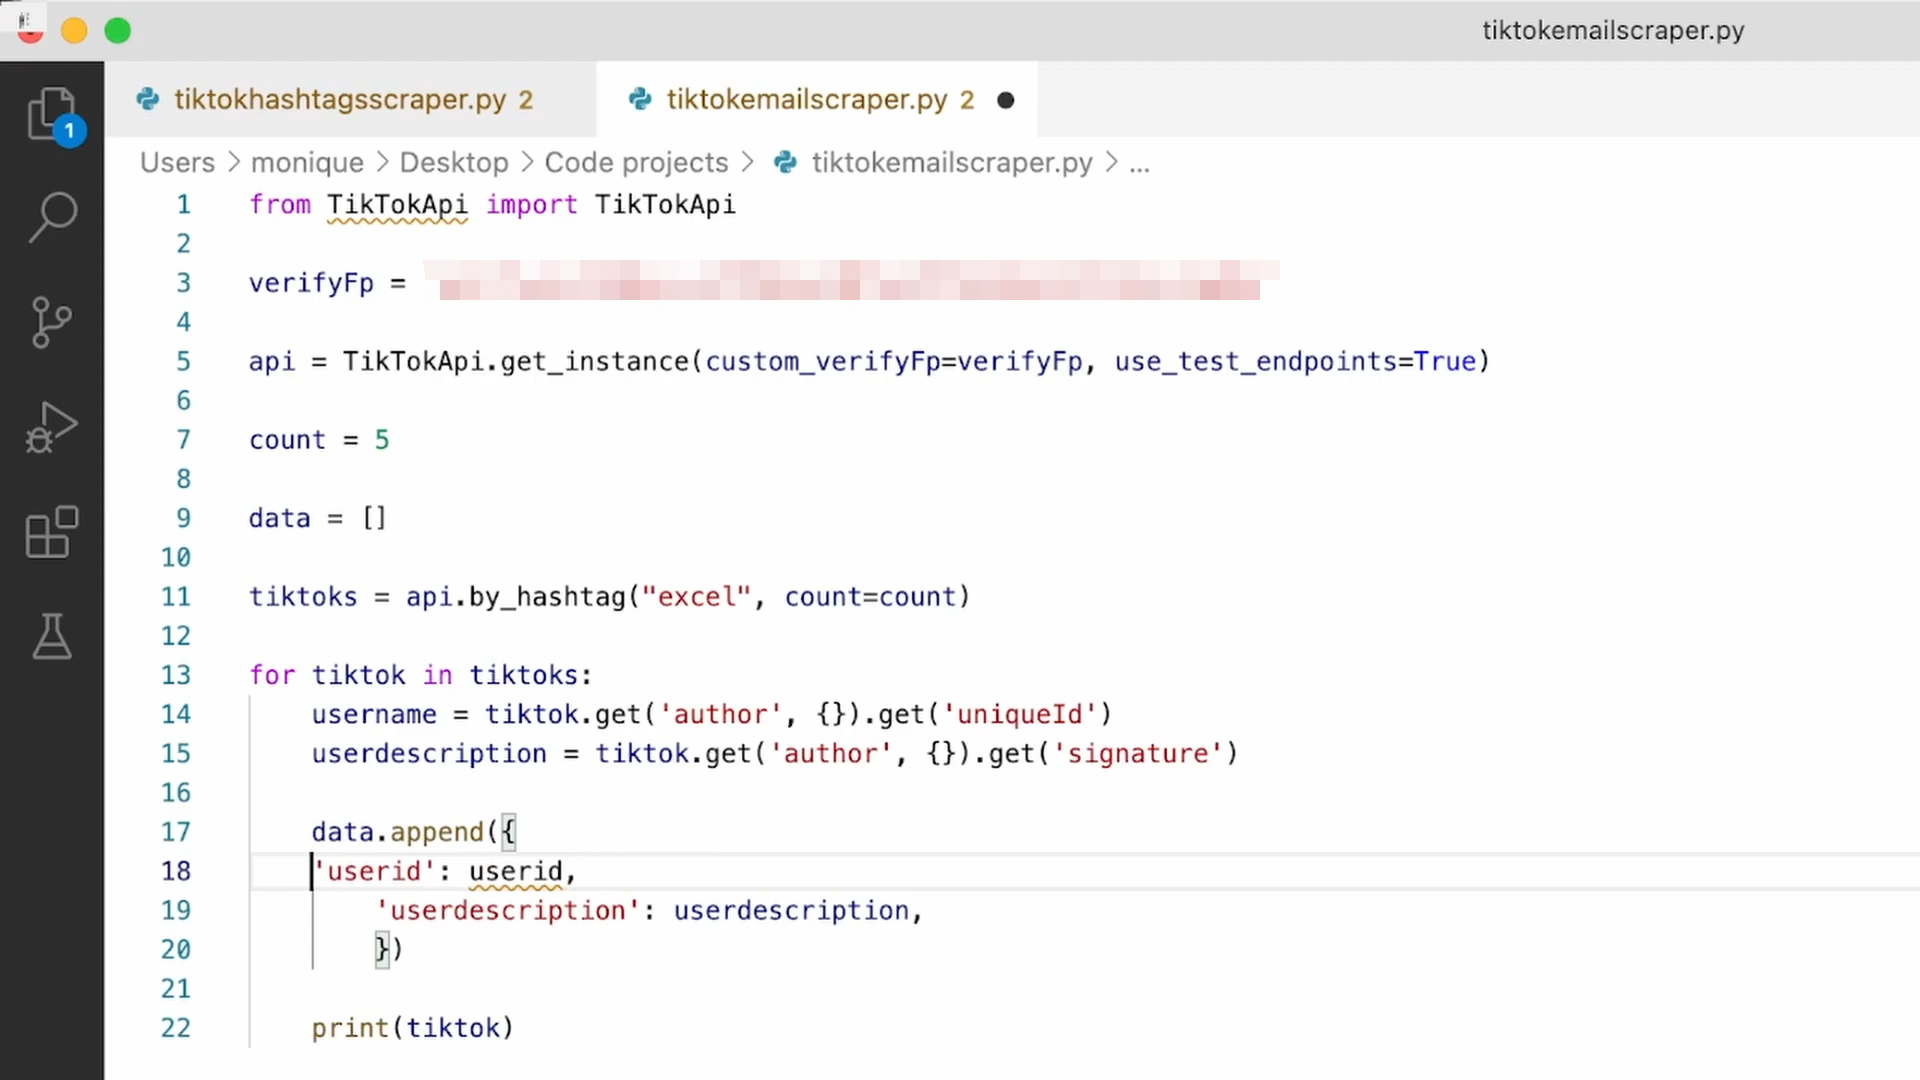 tiktokemailscraper.py
tiktokhashtagsscraper.py 2
tiktokemailscraper.py 2
Users > monique > Desktop > Code projects > tiktokemailscraper.py > ...
1
1 from TikTokApi import TikTokApi
2
3 verifyFp =
4
5 api = TikTokApi.get_instance(custom_verifyFp=verifyFp, use_test_endpoints=True)
6
7 count = 5
8
9 data = []
10
11 tiktoks = api.by_hashtag("excel", count=count)
12
13 for tiktok in tiktoks:
14     username = tiktok.get('author', {}).get('uniqueId')
15     userdescription = tiktok.get('author', {}).get('signature')
16
17     data.append({
18     'userid': userid,
19         'userdescription': userdescription,
20         })
21
22     print(tiktok)